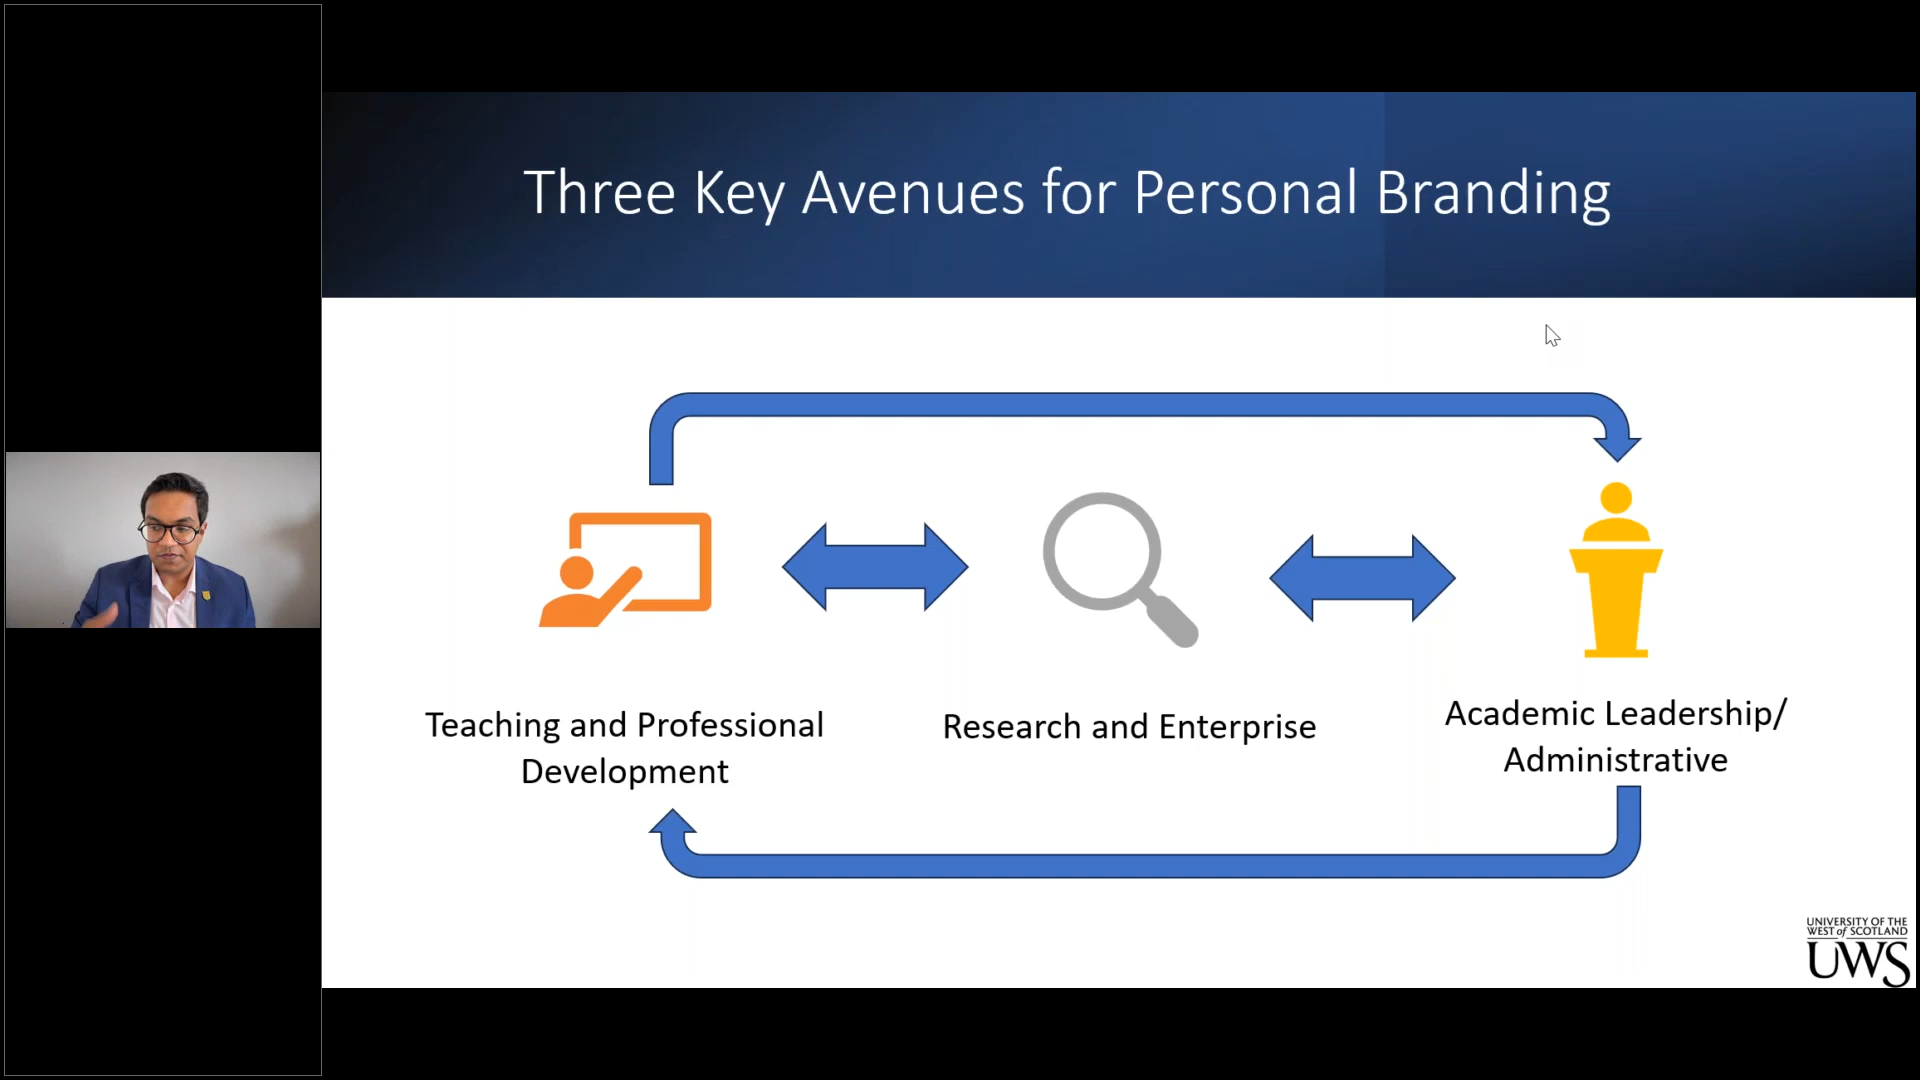 Three Key Avenues for Personal Branding
Teaching and Professional
Development
Research and Enterprise
Academic Leadership/
Administrative
UNIVERSITY OF THE
WEST of SCOTLAND
UWS